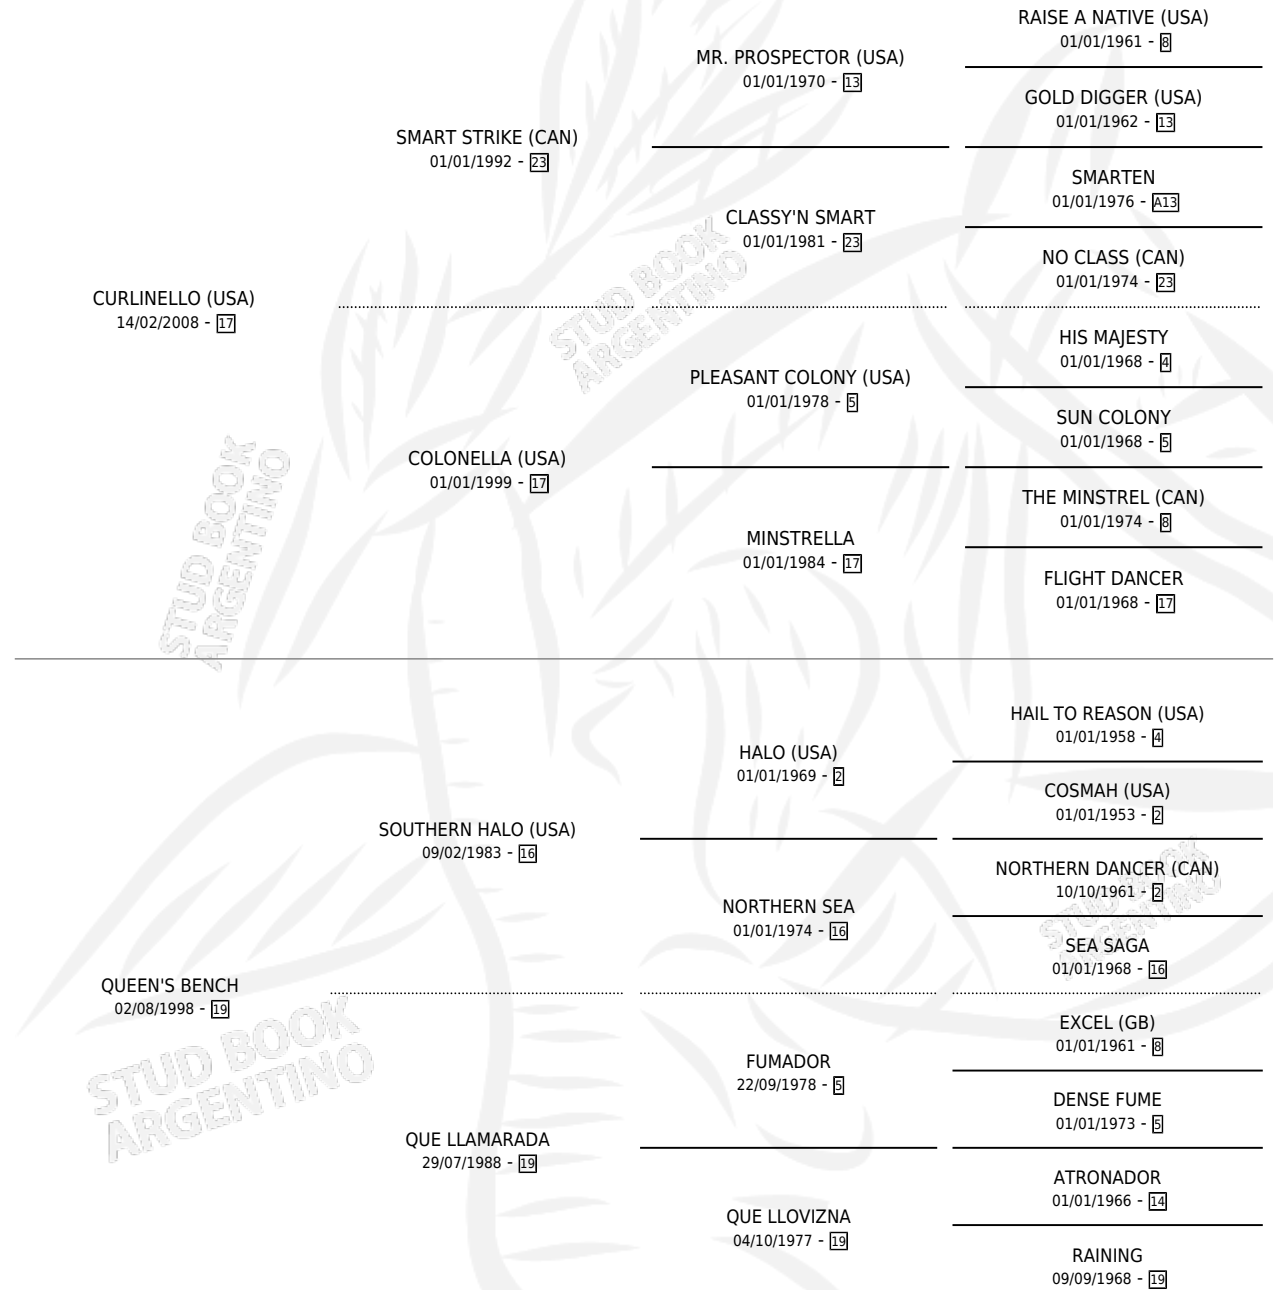 RAISE A NATIVE (USA)
01/01/1961 - 8
MR. PROSPECTOR (USA)
01/01/1970 - 13
GOLD DIGGER (USA)
01/01/1962 - 13
SMART STRIKE (CAN)
01/01/1992 - 23
SMARTEN
01/01/1976 - A13
CLASSY'N SMART
01/01/1981 - 23
NO CLASS (CAN)
01/01/1974 - 23
CURLINELLO (USA)
14/02/2008 - 17
STUD BOOK
ARGENTINO
HIS MAJESTY
01/01/1968 - 4
PLEASANT COLONY (USA)
01/01/1978 - 5
SUN COLONY
01/01/1968 - 5
COLONELLA (USA)
01/01/1999 - 17
THE MINSTREL (CAN)
01/01/1974 - 8
MINSTRELLA
01/01/1984 - 17
FLIGHT DANCER
01/01/1968 - 17
STUD BOOK
ARGENTINO
HAIL TO REASON (USA)
01/01/1958 - 4
HALO (USA)
01/01/1969 - 2
COSMAH (USA)
01/01/1953 - 2
SOUTHERN HALO (USA)
09/02/1983 - 16
NORTHERN DANCER (CAN)
10/10/1961 - 2
NORTHERN SEA
01/01/1974 - 16
SEA SAGA
01/01/1968 - 16
STUD BOOK
ARGENTINO
QUEEN'S BENCH
02/08/1998 - 19
STUD BOOK
ARGENTINO
EXCEL (GB)
01/01/1961 - 8
FUMADOR
22/09/1978 - 5
DENSE FUME
01/01/1973 - 5
QUE LLAMARADA
29/07/1988 - 19
ATRONADOR
01/01/1966 - 14
QUE LLOVIZNA
04/10/1977 - 19
RAINING
09/09/1968 - 19